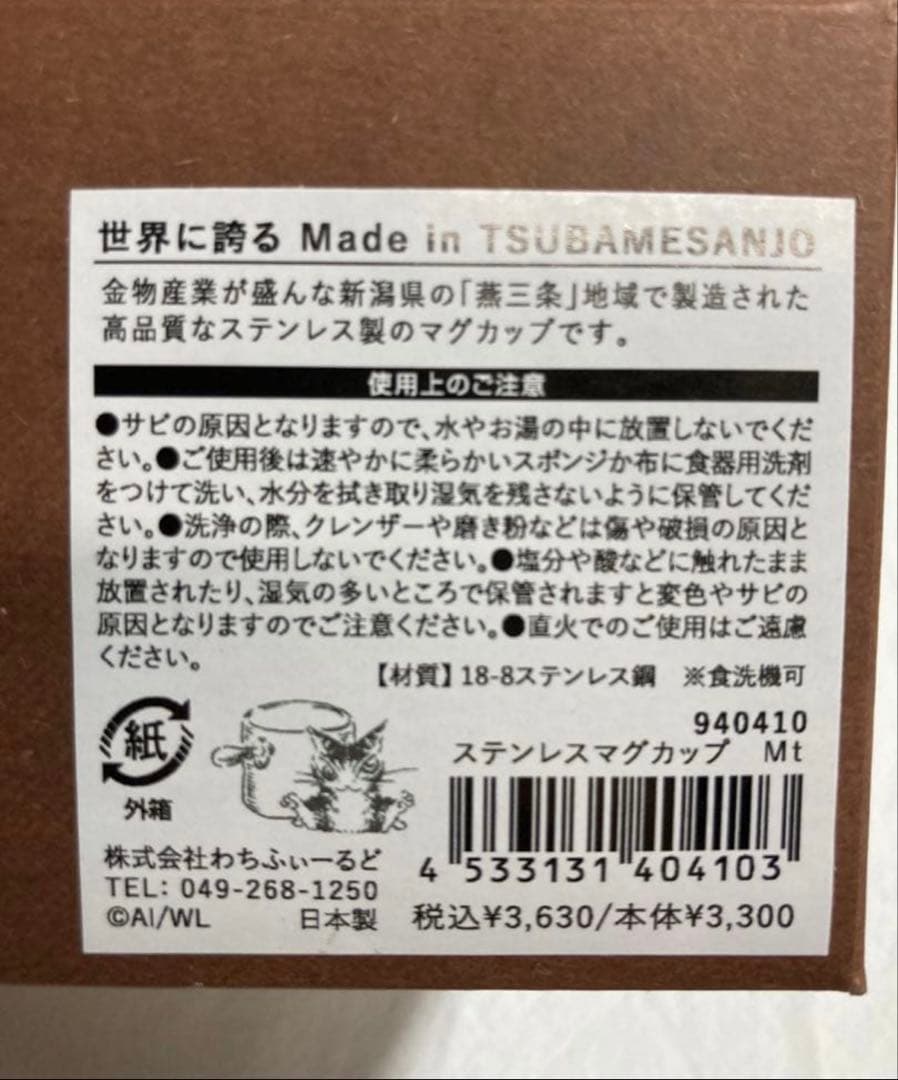 世界に誇る Made in TSUBAMESANJO
金物産業が盛んな新潟県の「燕三条」地域で製造された
高品質なステンレス製のマグカップです。
使用上のご注意
●サビの原因となりますので、水やお湯の中に放置しないでくだ
さい。●ご使用後は速やかに柔らかいスポンジか布に食器用洗剤
をつけて洗い、水分を拭き取り湿気を残さないように保管してくだ
さい。●洗浄の際、クレンザーや磨き粉などは傷や破損の原因と
なりますので使用しないでください。●塩分や酸などに触れたまま
放置されたり、湿気の多いところで保管されますと変色やサビの
原因となりますのでご注意ください。●直火でのご使用はご遠慮
ください。
【材質】18-8ステンレス鋼 ※食洗機可
940410
ステンレスマグカップ Mt
紙
外箱
4 533131 404103
株式会社わちふぃーるど
TEL: 049-268-1250
©AI/WL 日本製
税込¥3,630/本体¥3,300